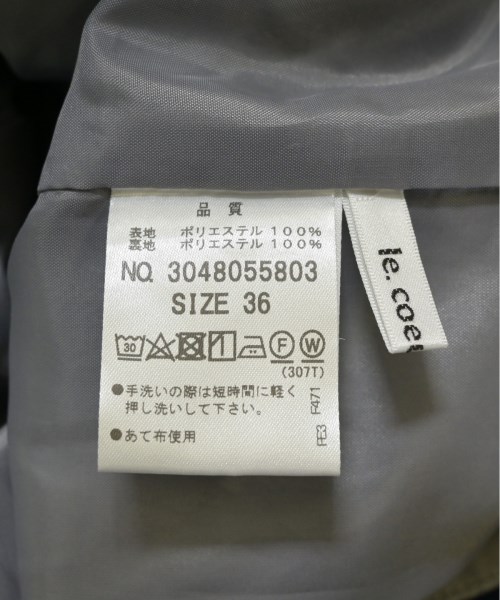 品質
表地 ポリエステル 100%
裏地 ポリエステル 100%
NO. 3048055803
SIZE 36
30 F W
(307T)
●手洗いの際は短時間に軽く
押し洗いして下さい。
●あて布使用
FE3 F471
le.coe